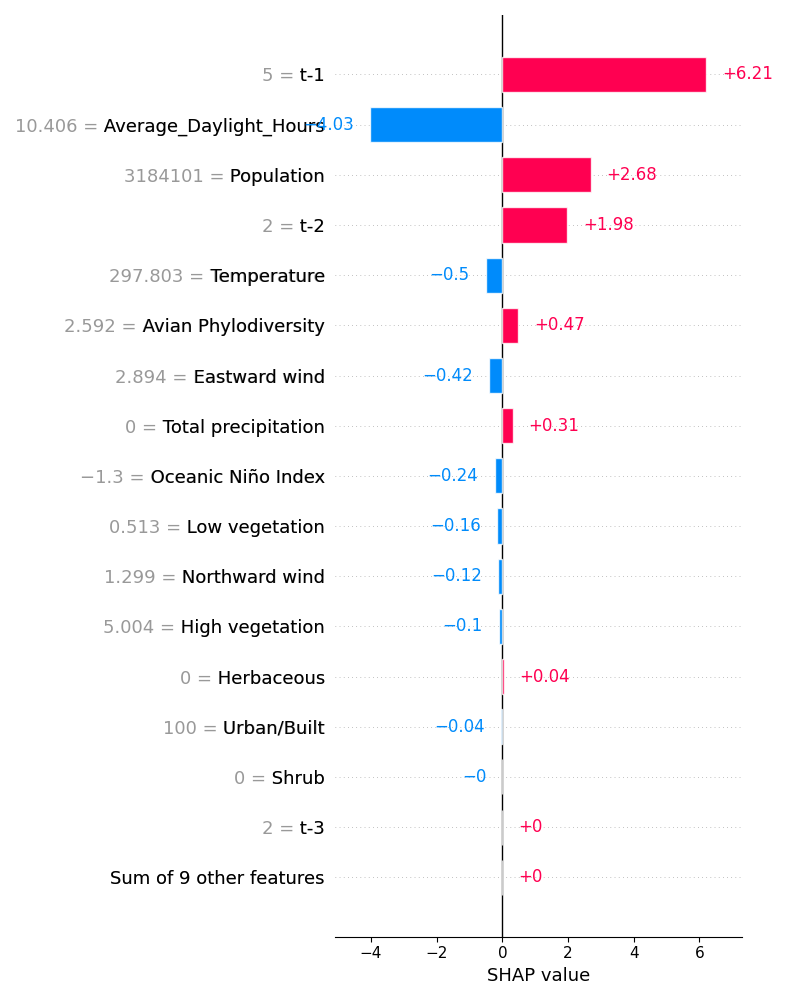 5 = t-1 +6.21
10.406 = Average_Daylight_Hours −4.03
3184101 = Population +2.68
2 = t-2 +1.98
297.803 = Temperature −0.5
2.592 = Avian Phylodiversity +0.47
2.894 = Eastward wind −0.42
0 = Total precipitation +0.31
−1.3 = Oceanic Niño Index −0.24
0.513 = Low vegetation −0.16
1.299 = Northward wind −0.12
5.004 = High vegetation −0.1
0 = Herbaceous +0.04
100 = Urban/Built −0.04
0 = Shrub −0
2 = t-3 +0
Sum of 9 other features +0
−4 −2 0 2 4 6
SHAP value